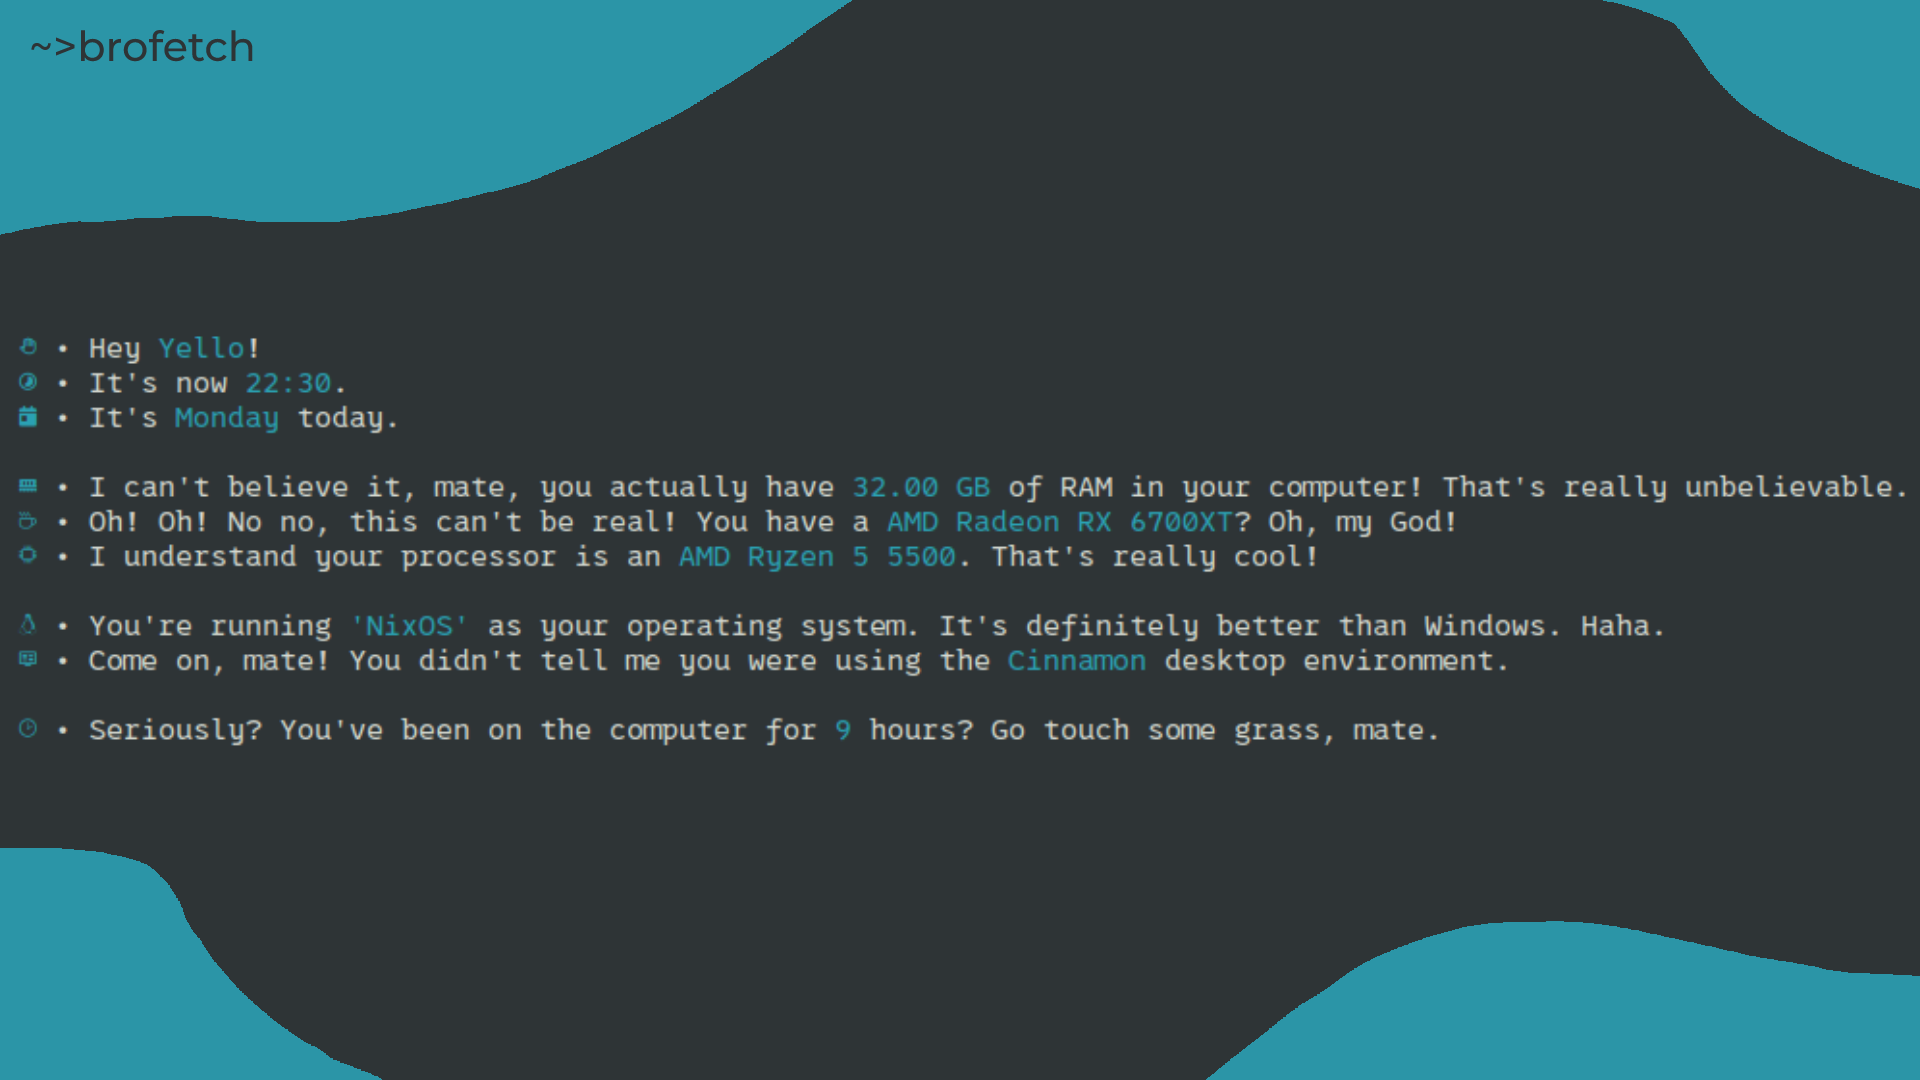 ~>brofetch
• Hey Yello!
• It's now 22:30.
• It's Monday today.
• I can't believe it, mate, you actually have 32.00 GB of RAM in your computer! That's really unbelievable.
• Oh! Oh! No no, this can't be real! You have a AMD Radeon RX 6700XT? Oh, my God!
• I understand your processor is an AMD Ryzen 5 5500. That's really cool!
• You're running 'NixOS' as your operating system. It's definitely better than Windows. Haha.
• Come on, mate! You didn't tell me you were using the Cinnamon desktop environment.
• Seriously? You've been on the computer for 9 hours? Go touch some grass, mate.